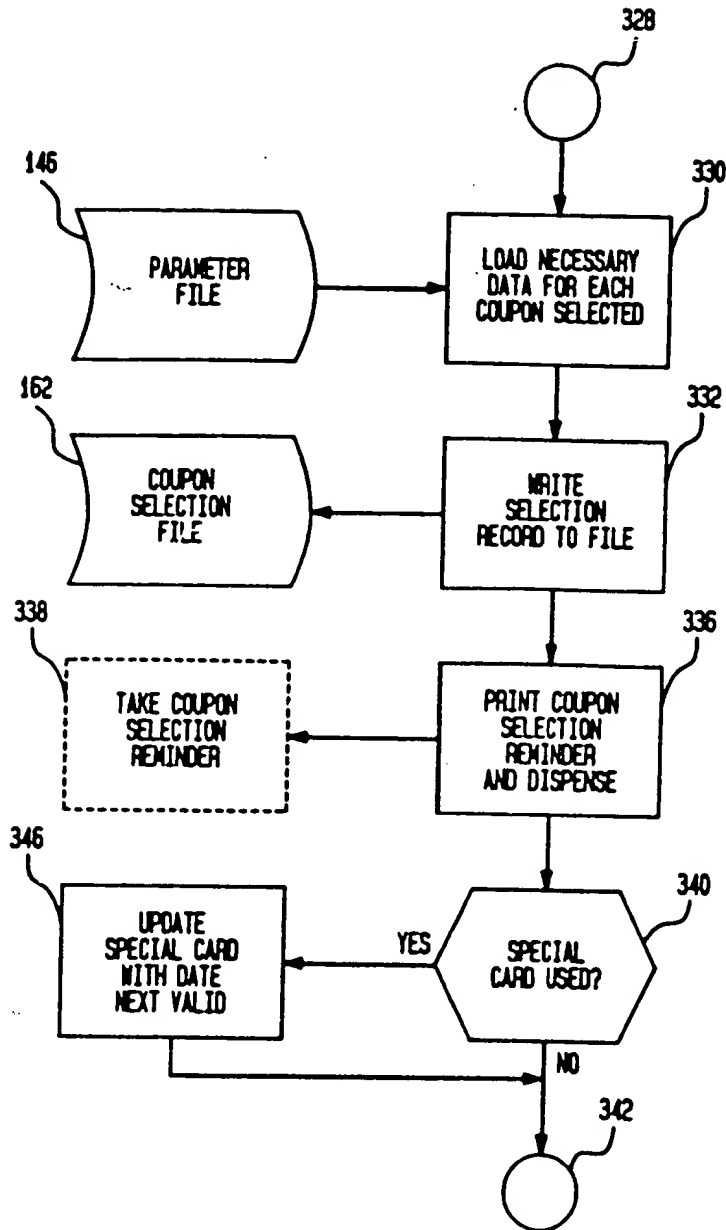 328
146
330
PARAMETER
FILE
LOAD NECESSARY
DATA FOR EACH
COUPON SELECTED
162
332
COUPON
SELECTION
FILE
WRITE
SELECTION
RECORD TO FILE
338
336
TAKE COUPON
SELECTION
REMINDER
PRINT COUPON
SELECTION
REMINDER
AND DISPENSE
346
340
UPDATE
SPECIAL CARD
WITH DATE
NEXT VALID
YES
SPECIAL
CARD USED?
NO
342